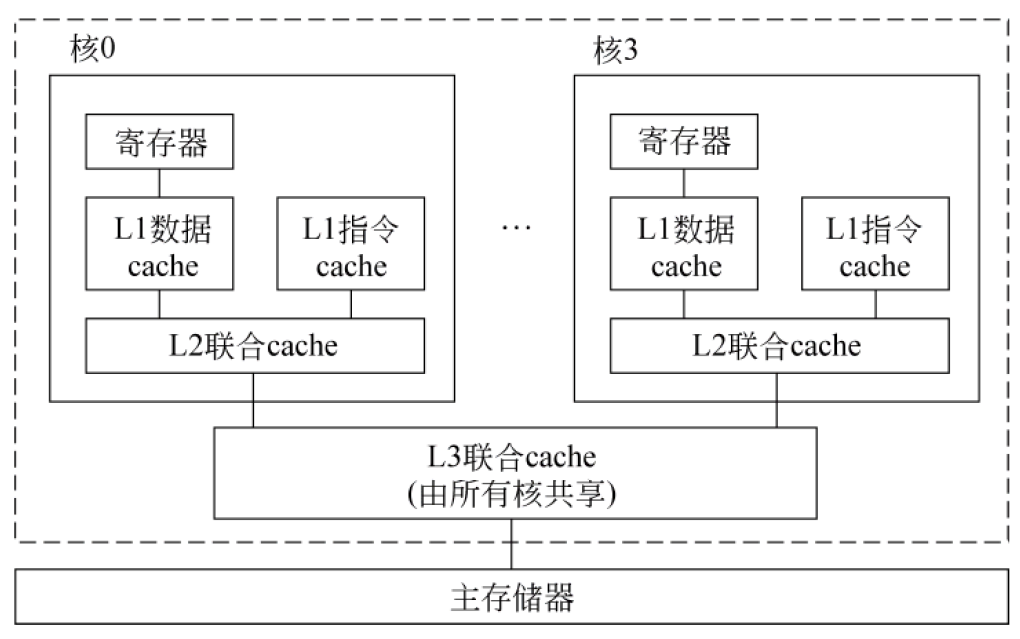 核0
寄存器
L1数据
cache
L1指令
cache
L2联合cache
…
核3
寄存器
L1数据
cache
L1指令
cache
L2联合cache
L3联合cache
(由所有核共享)
主存储器